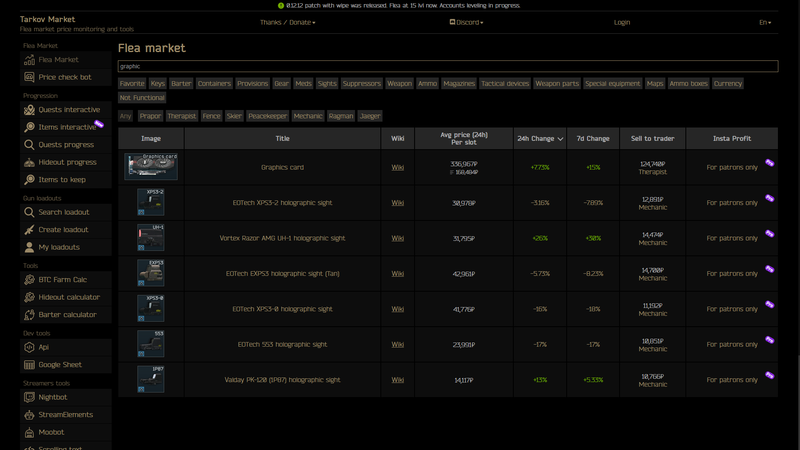 0.12.12 patch with wipe was released. Flea at 15 lvl now. Accounts leveling in progress.
Tarkov Market
Flea market price monitoring and tools
Thanks / Donate
Discord
Login
En
Flea Market
Flea Market
Price check bot
Progression
Quests interactive
Items interactive
Quests progress
Hideout progress
Items to keep
Gun loadouts
Search loadout
Create loadout
My loadouts
Tools
BTC Farm Calc
Hideout calculator
Barter calculator
Dev tools
Api
Google Sheet
Streamers tools
Nightbot
StreamElements
Moobot
Scrolling text
Flea market
graphic
Favorite Keys Barter Containers Provisions Gear Meds Sights Suppressors Weapon Ammo Magazines Tactical devices Weapon parts Special equipment Maps Ammo boxes Currency
Not Functional
Any Prapor Therapist Fence Skier Peacekeeper Mechanic Ragman Jaeger
Image Title Wiki Avg price (24h) Per slot 24h Change 7d Change Sell to trader Insta Profit
Graphics card
Graphics card Wiki 336,967₽ +7.73% +15% 124,740₽ Therapist For patrons only
168,484₽
XPS3-2
EOTech XPS3-2 holographic sight Wiki 30,978₽ -3.16% -7.89% 12,891₽ Mechanic For patrons only
UH-1
Vortex Razor AMG UH-1 holographic sight Wiki 31,795₽ +26% +30% 14,474₽ Mechanic For patrons only
EXPS3
EOTech EXPS3 holographic sight (Tan) Wiki 42,961₽ -5.73% -8.23% 14,700₽ Mechanic For patrons only
XPS3-0
EOTech XPS3-0 holographic sight Wiki 41,776₽ -16% -18% 11,192₽ Mechanic For patrons only
553
EOTech 553 holographic sight Wiki 23,991₽ -17% -17% 10,851₽ Mechanic For patrons only
1P87
Valday PK-120 (1P87) holographic sight Wiki 14,117₽ +13% +5.33% 10,766₽ Mechanic For patrons only